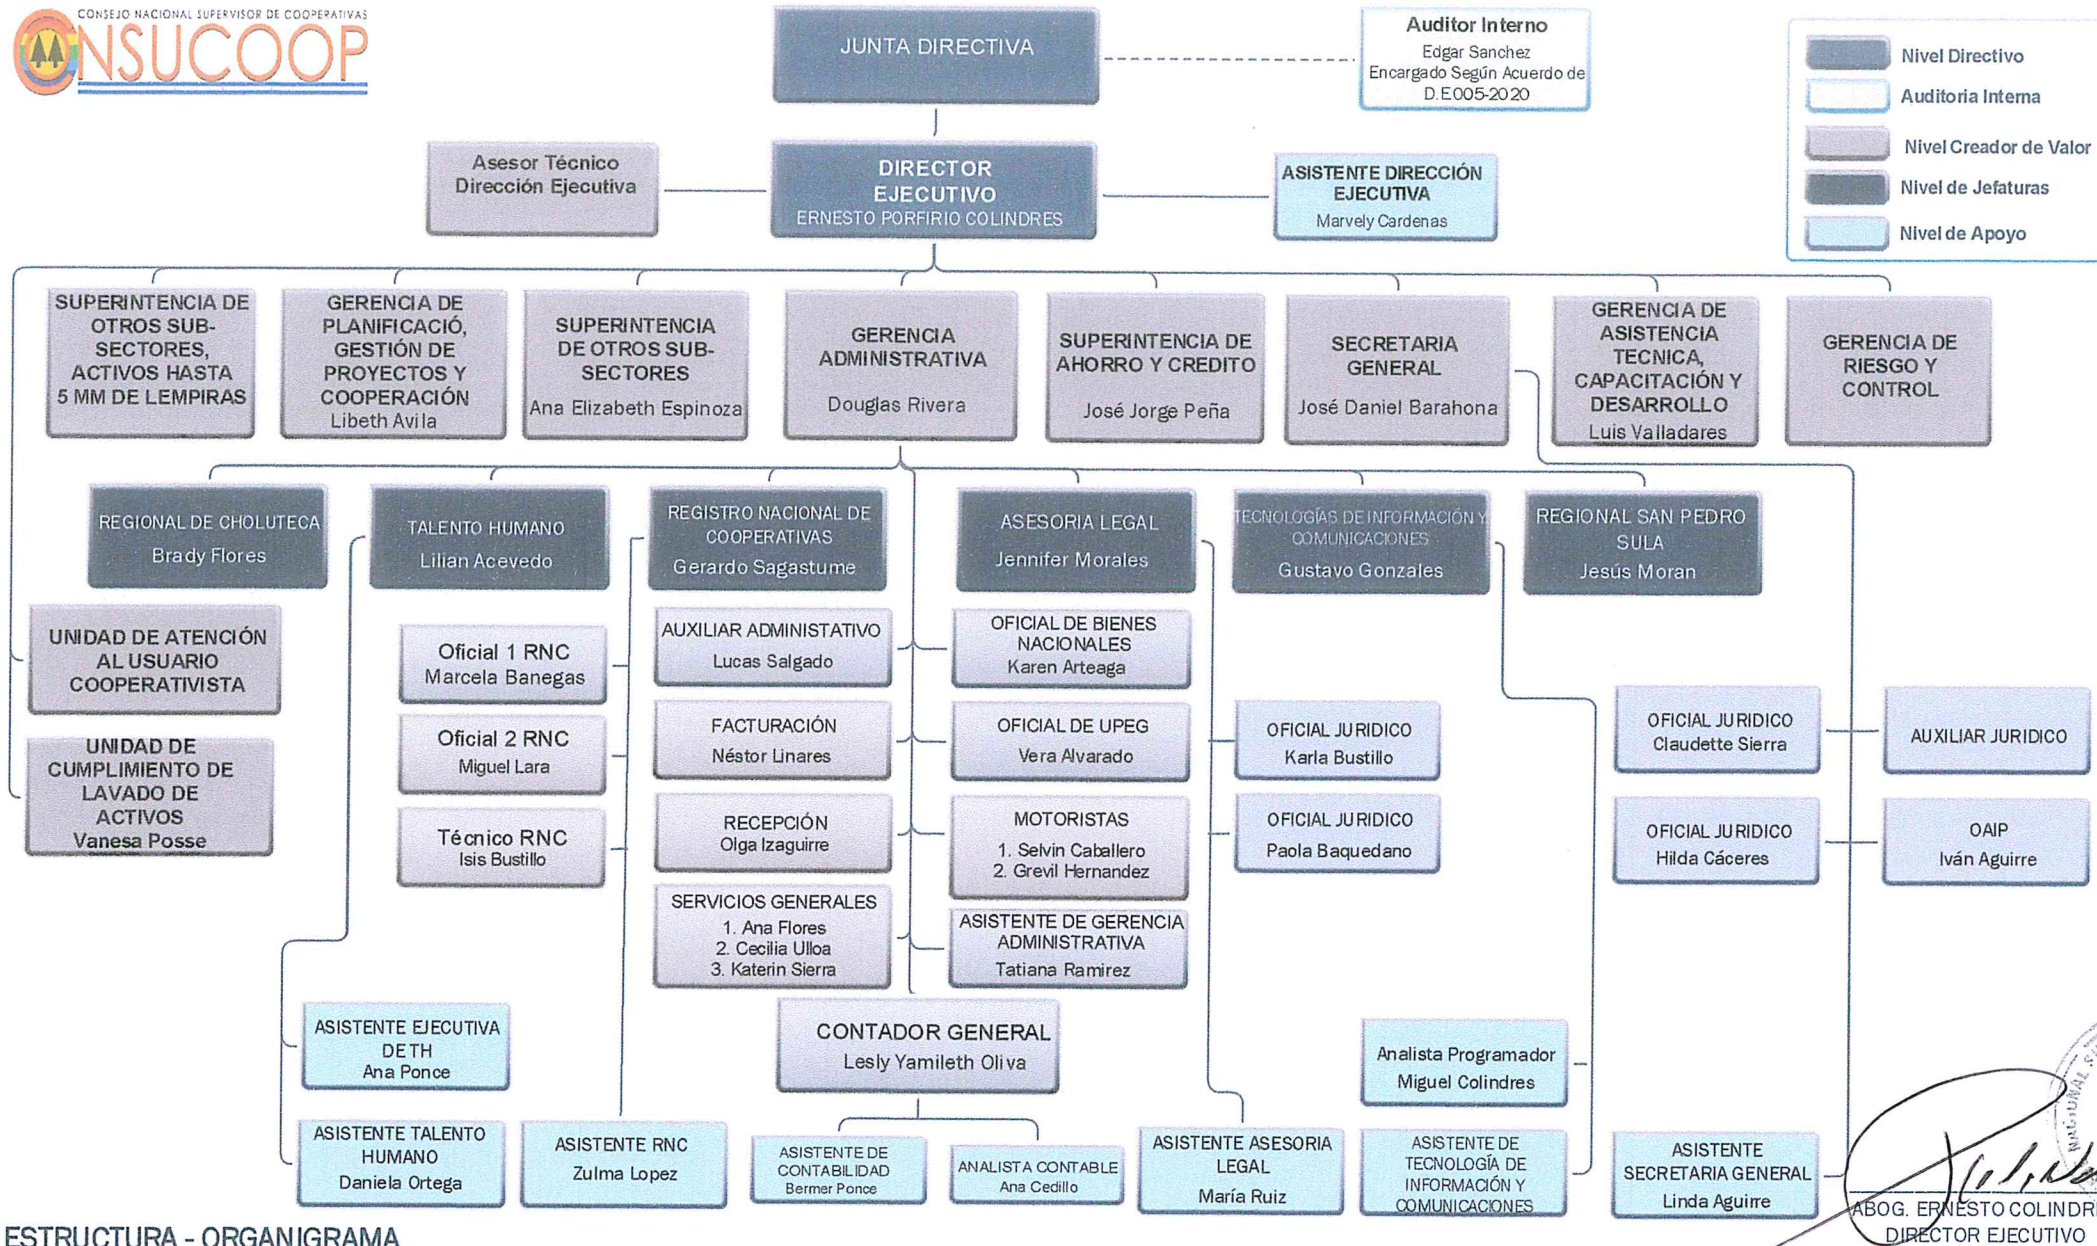 CONSEJO NACIONAL SUPERVISOR DE COOPERATIVAS
CONSUCOOP
JUNTA DIRECTIVA
Auditor Interno
Edgar Sanchez
Encargado Según Acuerdo de
D.E005-2020
Nivel Directivo
Auditoria Interna
Nivel Creador de Valor
Nivel de Jefaturas
Nivel de Apoyo
Asesor Técnico
Dirección Ejecutiva
DIRECTOR
EJECUTIVO
ERNESTO PORFIRIO COLINDRES
ASISTENTE DIRECCIÓN
EJECUTIVA
Marvely Cardenas
SUPERINTENCIA DE
OTROS SUB-
SECTORES,
ACTIVOS HASTA
5 MM DE LEMPIRAS
GERENCIA DE
PLANIFICACIÓ,
GESTIÓN DE
PROYECTOS Y
COOPERACIÓN
Libeth Avila
SUPERINTENCIA
DE OTROS SUB-
SECTORES
Ana Elizabeth Espinoza
GERENCIA
ADMINISTRATIVA
Douglas Rivera
SUPERINTENCIA DE
AHORRO Y CREDITO
José Jorge Peña
SECRETARIA
GENERAL
José Daniel Barahona
GERENCIA DE
ASISTENCIA
TECNICA,
CAPACITACIÓN Y
DESARROLLO
Luis Valladares
GERENCIA DE
RIESGO Y
CONTROL
REGIONAL DE CHOLUTECA
Brady Flores
TALENTO HUMANO
Lilian Acevedo
REGISTRO NACIONAL DE
COOPERATIVAS
Gerardo Sagastume
ASESORIA LEGAL
Jennifer Morales
TECNOLOGÍAS DE INFORMACIÓN Y
COMUNICACIONES
Gustavo Gonzales
REGIONAL SAN PEDRO
SULA
Jesús Moran
UNIDAD DE ATENCIÓN
AL USUARIO
COOPERATIVISTA
UNIDAD DE
CUMPLIMIENTO DE
LAVADO DE
ACTIVOS
Vanesa Posse
Oficial 1 RNC
Marcela Banegas
Oficial 2 RNC
Miguel Lara
Técnico RNC
Isis Bustillo
AUXILIAR ADMINISTATIVO
Lucas Salgado
FACTURACIÓN
Néstor Linares
RECEPCIÓN
Olga Izaguirre
SERVICIOS GENERALES
1. Ana Flores
2. Cecilia Ulloa
3. Katerin Sierra
OFICIAL DE BIENES
NACIONALES
Karen Arteaga
OFICIAL DE UPEG
Vera Alvarado
MOTORISTAS
1. Selvin Caballero
2. Grevil Hernandez
ASISTENTE DE GERENCIA
ADMINISTRATIVA
Tatiana Ramirez
OFICIAL JURIDICO
Karla Bustillo
OFICIAL JURIDICO
Paola Baquedano
OFICIAL JURIDICO
Claudette Sierra
AUXILIAR JURIDICO
OFICIAL JURIDICO
Hilda Cáceres
OAIP
Iván Aguirre
ASISTENTE EJECUTIVA
DE TH
Ana Ponce
ASISTENTE TALENTO
HUMANO
Daniela Ortega
ASISTENTE RNC
Zulma Lopez
CONTADOR GENERAL
Lesly Yamileth Oliva
ASISTENTE DE
CONTABILIDAD
Bermer Ponce
ANALISTA CONTABLE
Ana Cedillo
ASISTENTE ASESORIA
LEGAL
María Ruiz
Analista Programador
Miguel Colindres
ASISTENTE DE
TECNOLOGÍA DE
INFORMACIÓN Y
COMUNICACIONES
ASISTENTE
SECRETARIA GENERAL
Linda Aguirre
ABOG. ERNESTO COLINDR
DIRECTOR EJECUTIVO
ESTRUCTURA - ORGANIGRAMA